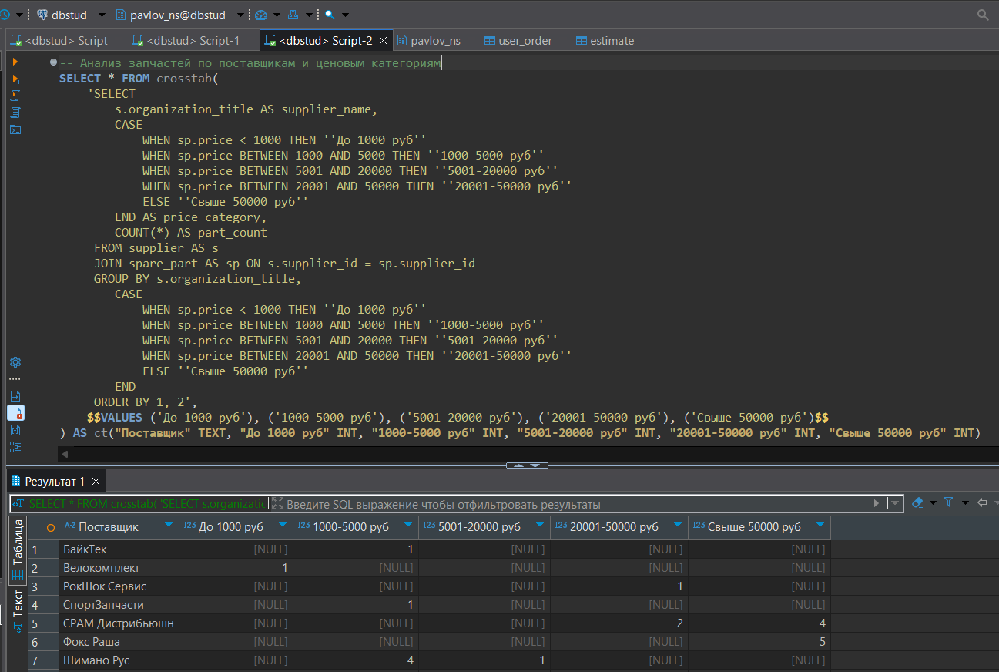 dbstud pavlov_ns@dbstud
<dbstud> Script <dbstud> Script-1 <dbstud> Script-2 pavlov_ns user_order estimate
-- Анализ запчастей по поставщикам и ценовым категориям
SELECT * FROM crosstab(
'SELECT
s.organization_title AS supplier_name,
CASE
WHEN sp.price < 1000 THEN ''До 1000 руб''
WHEN sp.price BETWEEN 1000 AND 5000 THEN ''1000-5000 руб''
WHEN sp.price BETWEEN 5001 AND 20000 THEN ''5001-20000 руб''
WHEN sp.price BETWEEN 20001 AND 50000 THEN ''20001-50000 руб''
ELSE ''Свыше 50000 руб''
END AS price_category,
COUNT(*) AS part_count
FROM supplier AS s
JOIN spare_part AS sp ON s.supplier_id = sp.supplier_id
GROUP BY s.organization_title,
CASE
WHEN sp.price < 1000 THEN ''До 1000 руб''
WHEN sp.price BETWEEN 1000 AND 5000 THEN ''1000-5000 руб''
WHEN sp.price BETWEEN 5001 AND 20000 THEN ''5001-20000 руб''
WHEN sp.price BETWEEN 20001 AND 50000 THEN ''20001-50000 руб''
ELSE ''Свыше 50000 руб''
END
ORDER BY 1, 2',
$$VALUES ('До 1000 руб'), ('1000-5000 руб'), ('5001-20000 руб'), ('20001-50000 руб'), ('Свыше 50000 руб')$$
) AS ct("Поставщик" TEXT, "До 1000 руб" INT, "1000-5000 руб" INT, "5001-20000 руб" INT, "20001-50000 руб" INT, "Свыше 50000 руб" INT)
Результат 1
SELECT * FROM crosstab( 'SELECT s.organizatic Введите SQL выражение чтобы отфильтровать результаты
Таблица
Текст
A-Z Поставщик 123 До 1000 руб 123 1000-5000 руб 123 5001-20000 руб 123 20001-50000 руб 123 Свыше 50000 руб
1 БайкТек [NULL] 1 [NULL] [NULL] [NULL]
2 Велокомплект 1 [NULL] [NULL] [NULL] [NULL]
3 РокШок Сервис [NULL] [NULL] [NULL] 1 [NULL]
4 СпортЗапчасти [NULL] 1 [NULL] [NULL] [NULL]
5 СРАМ Дистрибьюшн [NULL] [NULL] [NULL] 2 4
6 Фокс Раша [NULL] [NULL] [NULL] [NULL] 5
7 Шимано Рус [NULL] 4 1 [NULL] [NULL]